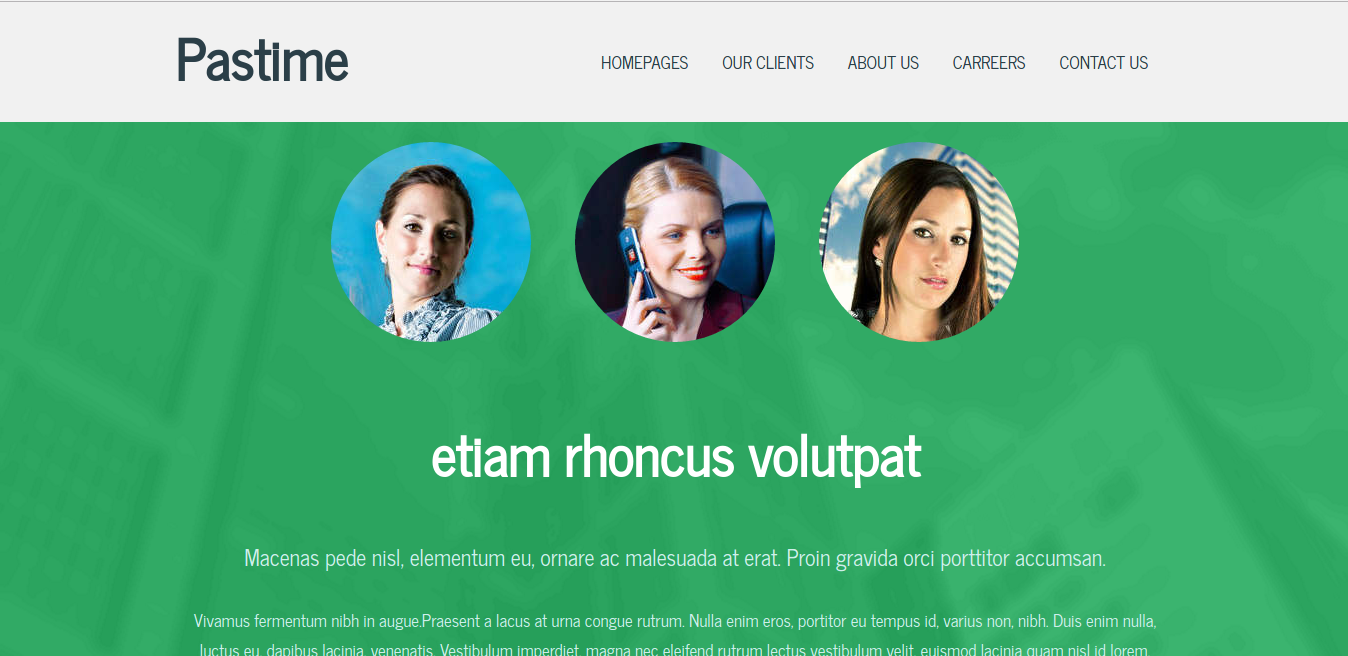 Pastime
HOMEPAGES OUR CLIENTS ABOUT US CARREERS CONTACT US
etiam rhoncus volutpat
Macenas pede nisl, elementum eu, ornare ac malesuada at erat. Proin gravida orci porttitor accumsan.
Vivamus fermentum nibh in augue.Praesent a lacus at urna congue rutrum. Nulla enim eros, portitor eu tempus id, varius non, nibh. Duis enim nulla,
luctus eu, dapibus lacinia, venenatis. Vestibulum imperdiet, magna nec eleifend rutrum lectus vestibulum velit, euismod lacinia quam nisl id lorem.